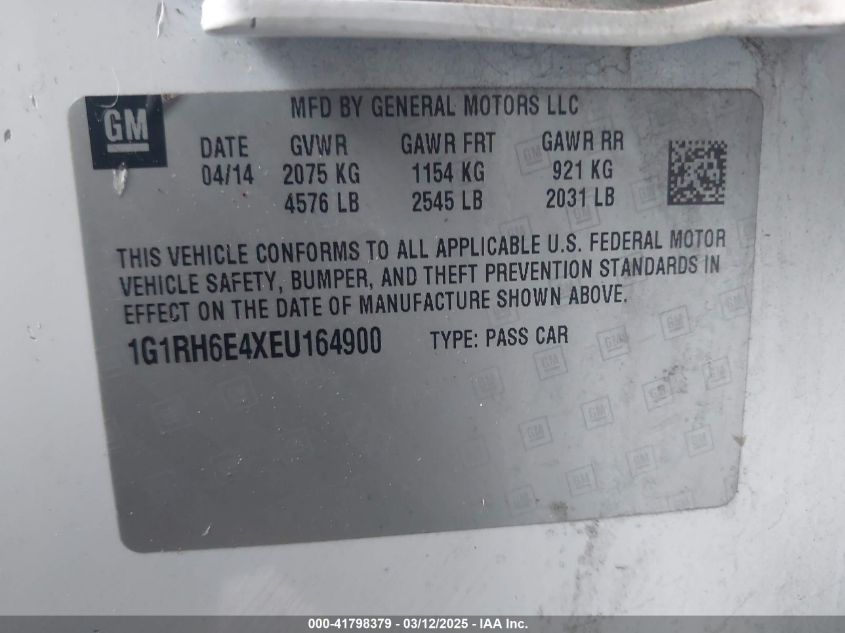 GM
MFD BY GENERAL MOTORS LLC
DATE GVWR GAWR FRT GAWR RR
04/14 2075 KG 1154 KG 921 KG
4576 LB 2545 LB 2031 LB
THIS VEHICLE CONFORMS TO ALL APPLICABLE U.S. FEDERAL MOTOR
VEHICLE SAFETY, BUMPER, AND THEFT PREVENTION STANDARDS IN
EFFECT ON THE DATE OF MANUFACTURE SHOWN ABOVE.
1G1RH6E4XEU164900 TYPE: PASS CAR
000-41798379 - 03/12/2025 - IAA Inc.